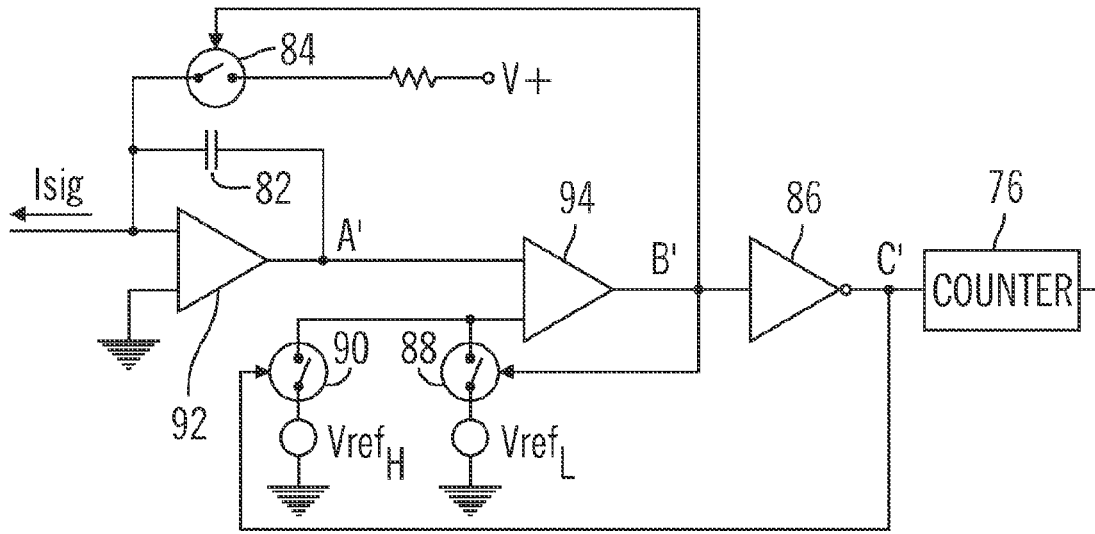 84
V+
Isig
82
94
86
76
A'
B'
C'
COUNTER
90
88
92
VrefH
VrefL